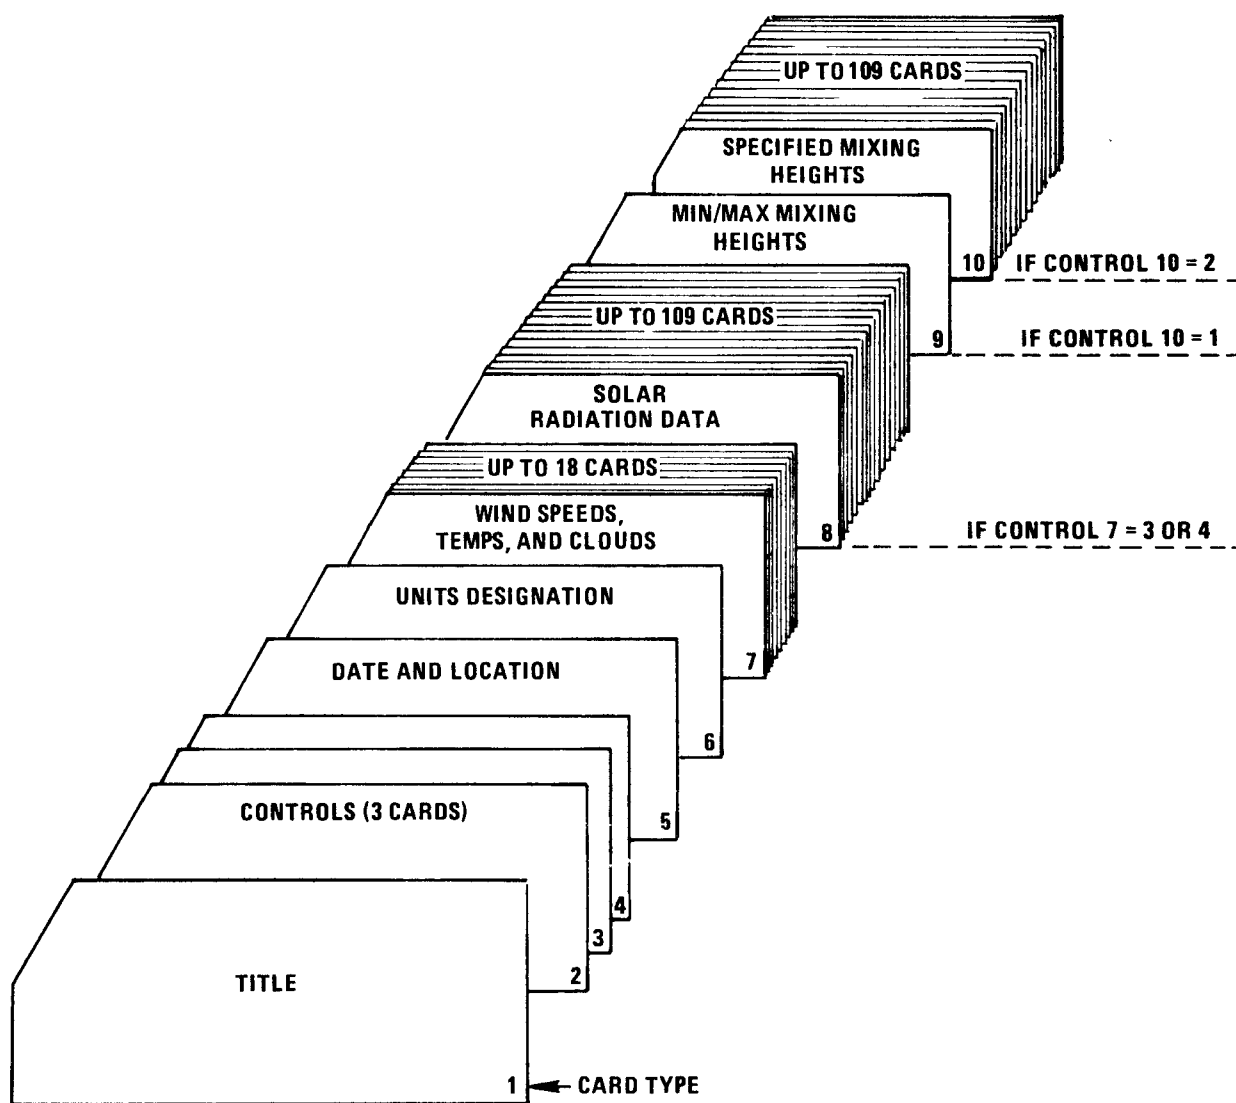 UP TO 109 CARDS
SPECIFIED MIXING
HEIGHTS
MIN/MAX MIXING
HEIGHTS
10
IF CONTROL 10 = 2
UP TO 109 CARDS
9
IF CONTROL 10 = 1
SOLAR
RADIATION DATA
UP TO 18 CARDS
WIND SPEEDS,
TEMPS, AND CLOUDS
8
IF CONTROL 7 = 3 OR 4
UNITS DESIGNATION
7
DATE AND LOCATION
6
CONTROLS (3 CARDS)
5
4
3
2
TITLE
1
CARD TYPE